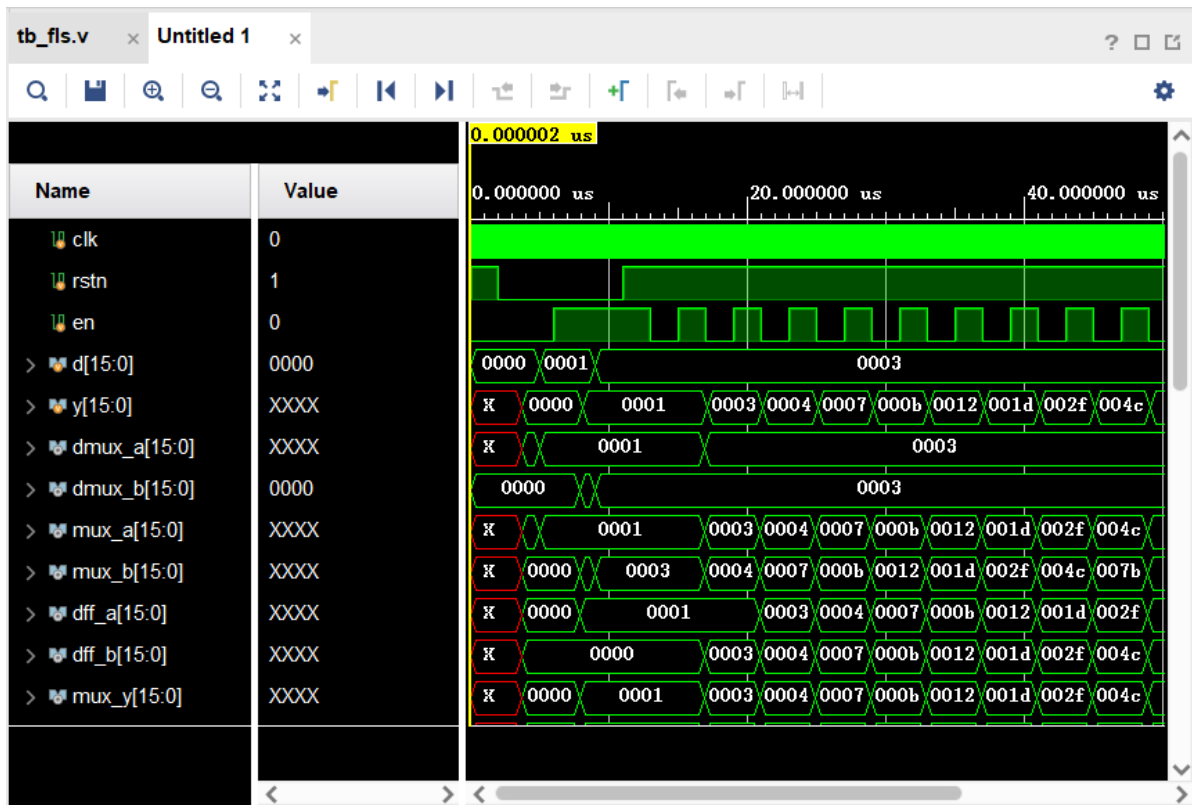 tb_fls.v × Untitled 1 ×
?
0.000002 us
Name Value 0.000000 us 20.000000 us 40.000000 us
clk 0
rstn 1
en 0
d[15:0] 0000 0000 0001 0003
y[15:0] XXXX X 0000 0001 0003 0004 0007 000b 0012 001d 002f 004c
dmux_a[15:0] XXXX X 0001 0003
dmux_b[15:0] 0000 0000 0003
mux_a[15:0] XXXX X 0001 0003 0004 0007 000b 0012 001d 002f 004c
mux_b[15:0] XXXX X 0000 0003 0004 0007 000b 0012 001d 002f 004c 007b
dff_a[15:0] XXXX X 0000 0001 0003 0004 0007 000b 0012 001d 002f
dff_b[15:0] XXXX X 0000 0003 0004 0007 000b 0012 001d 002f 004c
mux_y[15:0] XXXX X 0000 0001 0003 0004 0007 000b 0012 001d 002f 004c